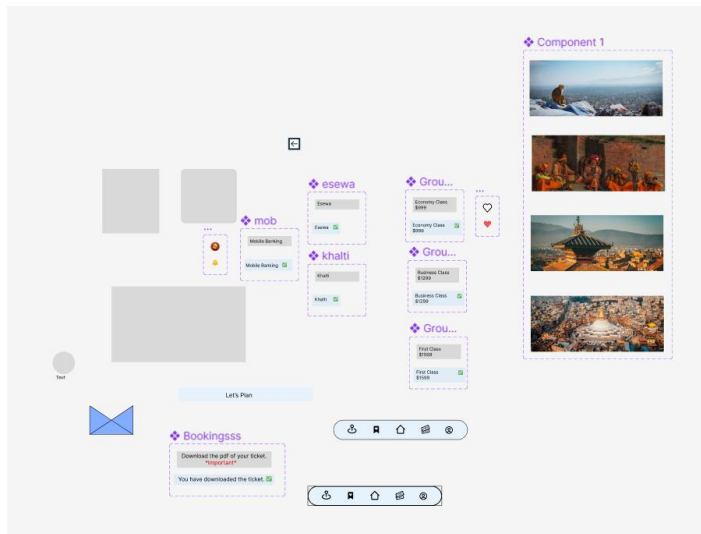 Component 1
esewa
Esewa
Esewa
Grou...
Economy Class
$999
Economy Class
$999
mob
Mobile Banking
Mobile Banking
khalti
Khalti
Khalti
Grou...
Business Class
$1299
Business Class
$1299
Grou...
First Class
$1599
First Class
$1599
Text
Let's Plan
Bookingsss
Download the pdf of your ticket.
*Important*
You have downloaded the ticket.